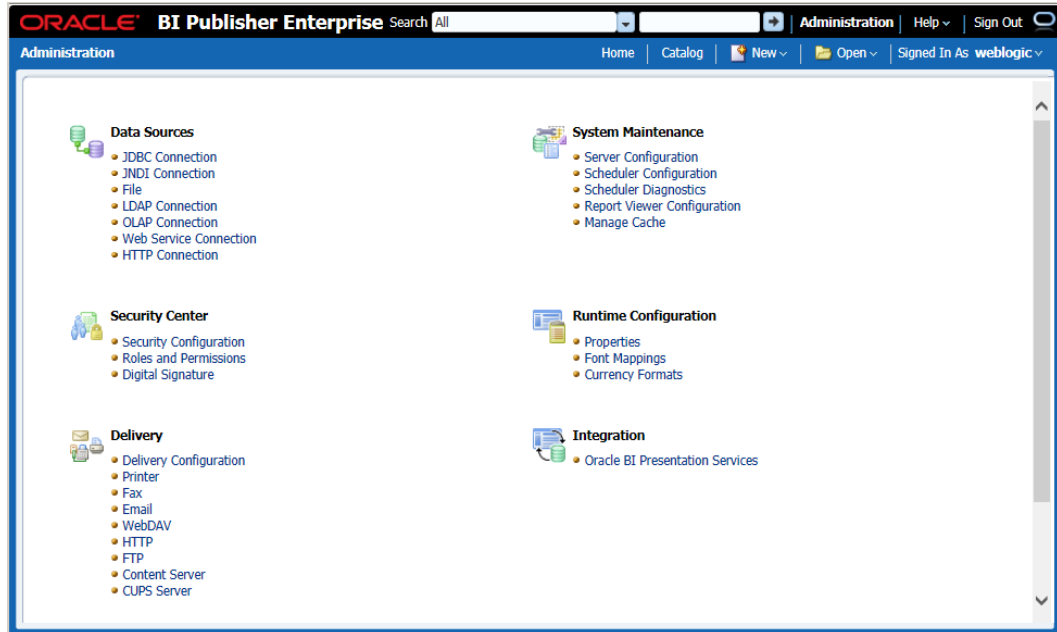 ORACLE BI Publisher Enterprise Search All Administration Help Sign Out
Administration Home Catalog New Open Signed In As weblogic
Data Sources
JDBC Connection
JNDI Connection
File
LDAP Connection
OLAP Connection
Web Service Connection
HTTP Connection
System Maintenance
Server Configuration
Scheduler Configuration
Scheduler Diagnostics
Report Viewer Configuration
Manage Cache
Security Center
Security Configuration
Roles and Permissions
Digital Signature
Runtime Configuration
Properties
Font Mappings
Currency Formats
Delivery
Delivery Configuration
Printer
Fax
Email
WebDAV
HTTP
FTP
Content Server
CUPS Server
Integration
Oracle BI Presentation Services